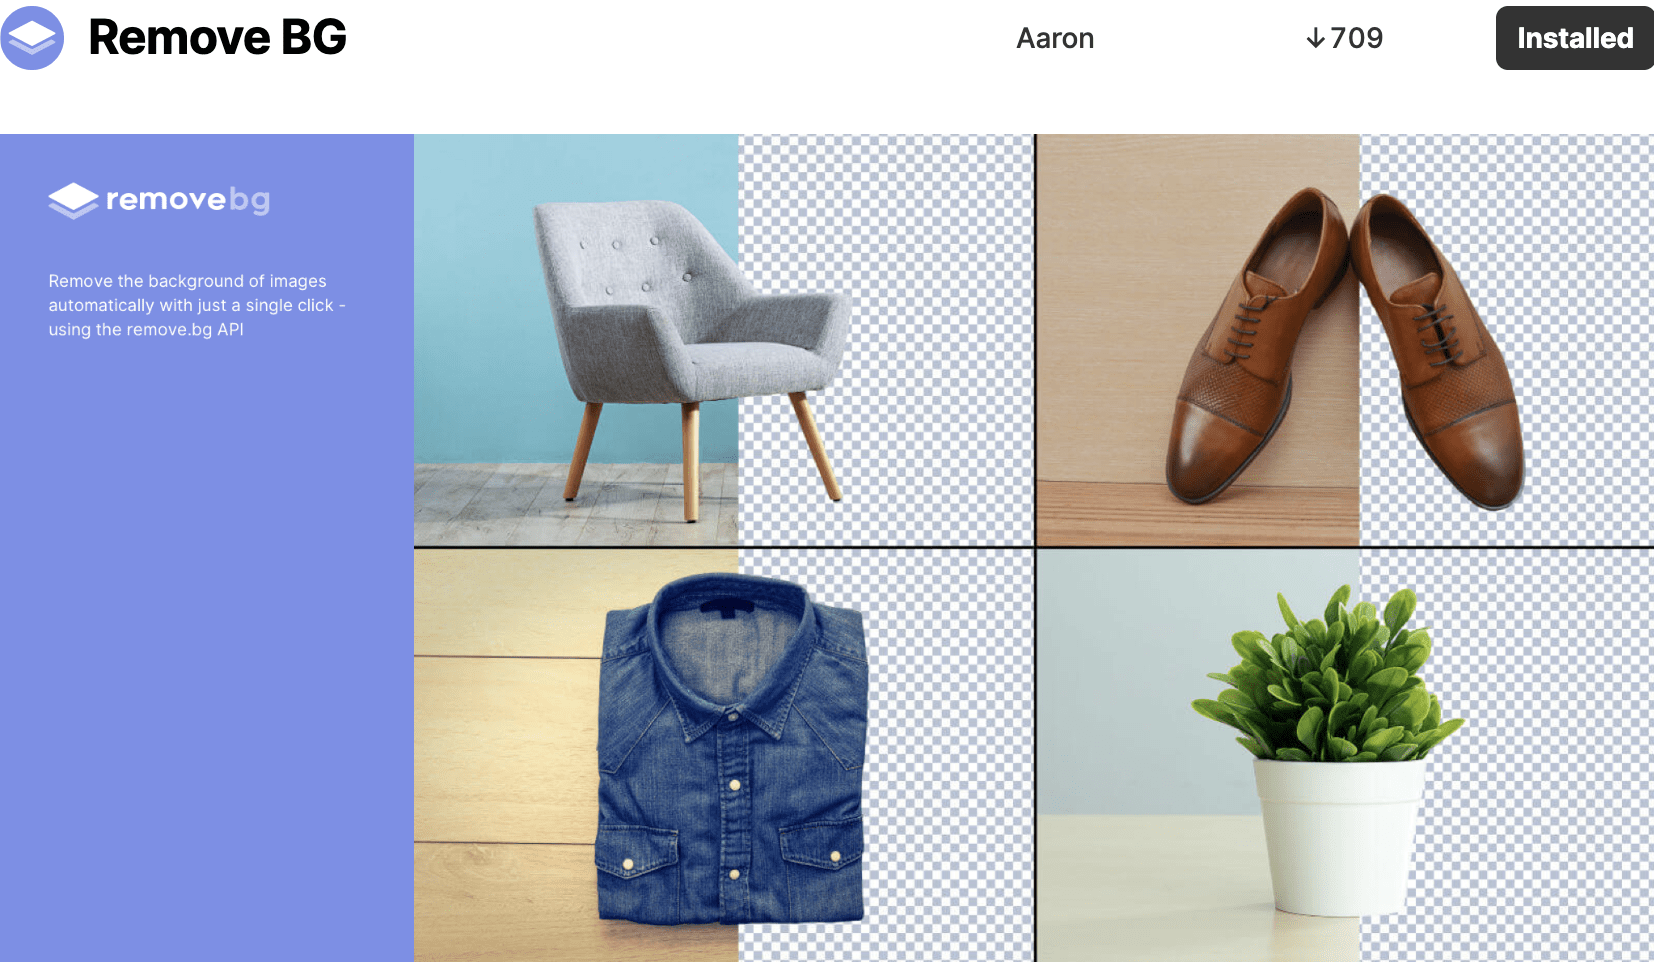 Remove BG
Aaron
↓709
Installed
removebg
Remove the background of images
automatically with just a single click -
using the remove.bg API